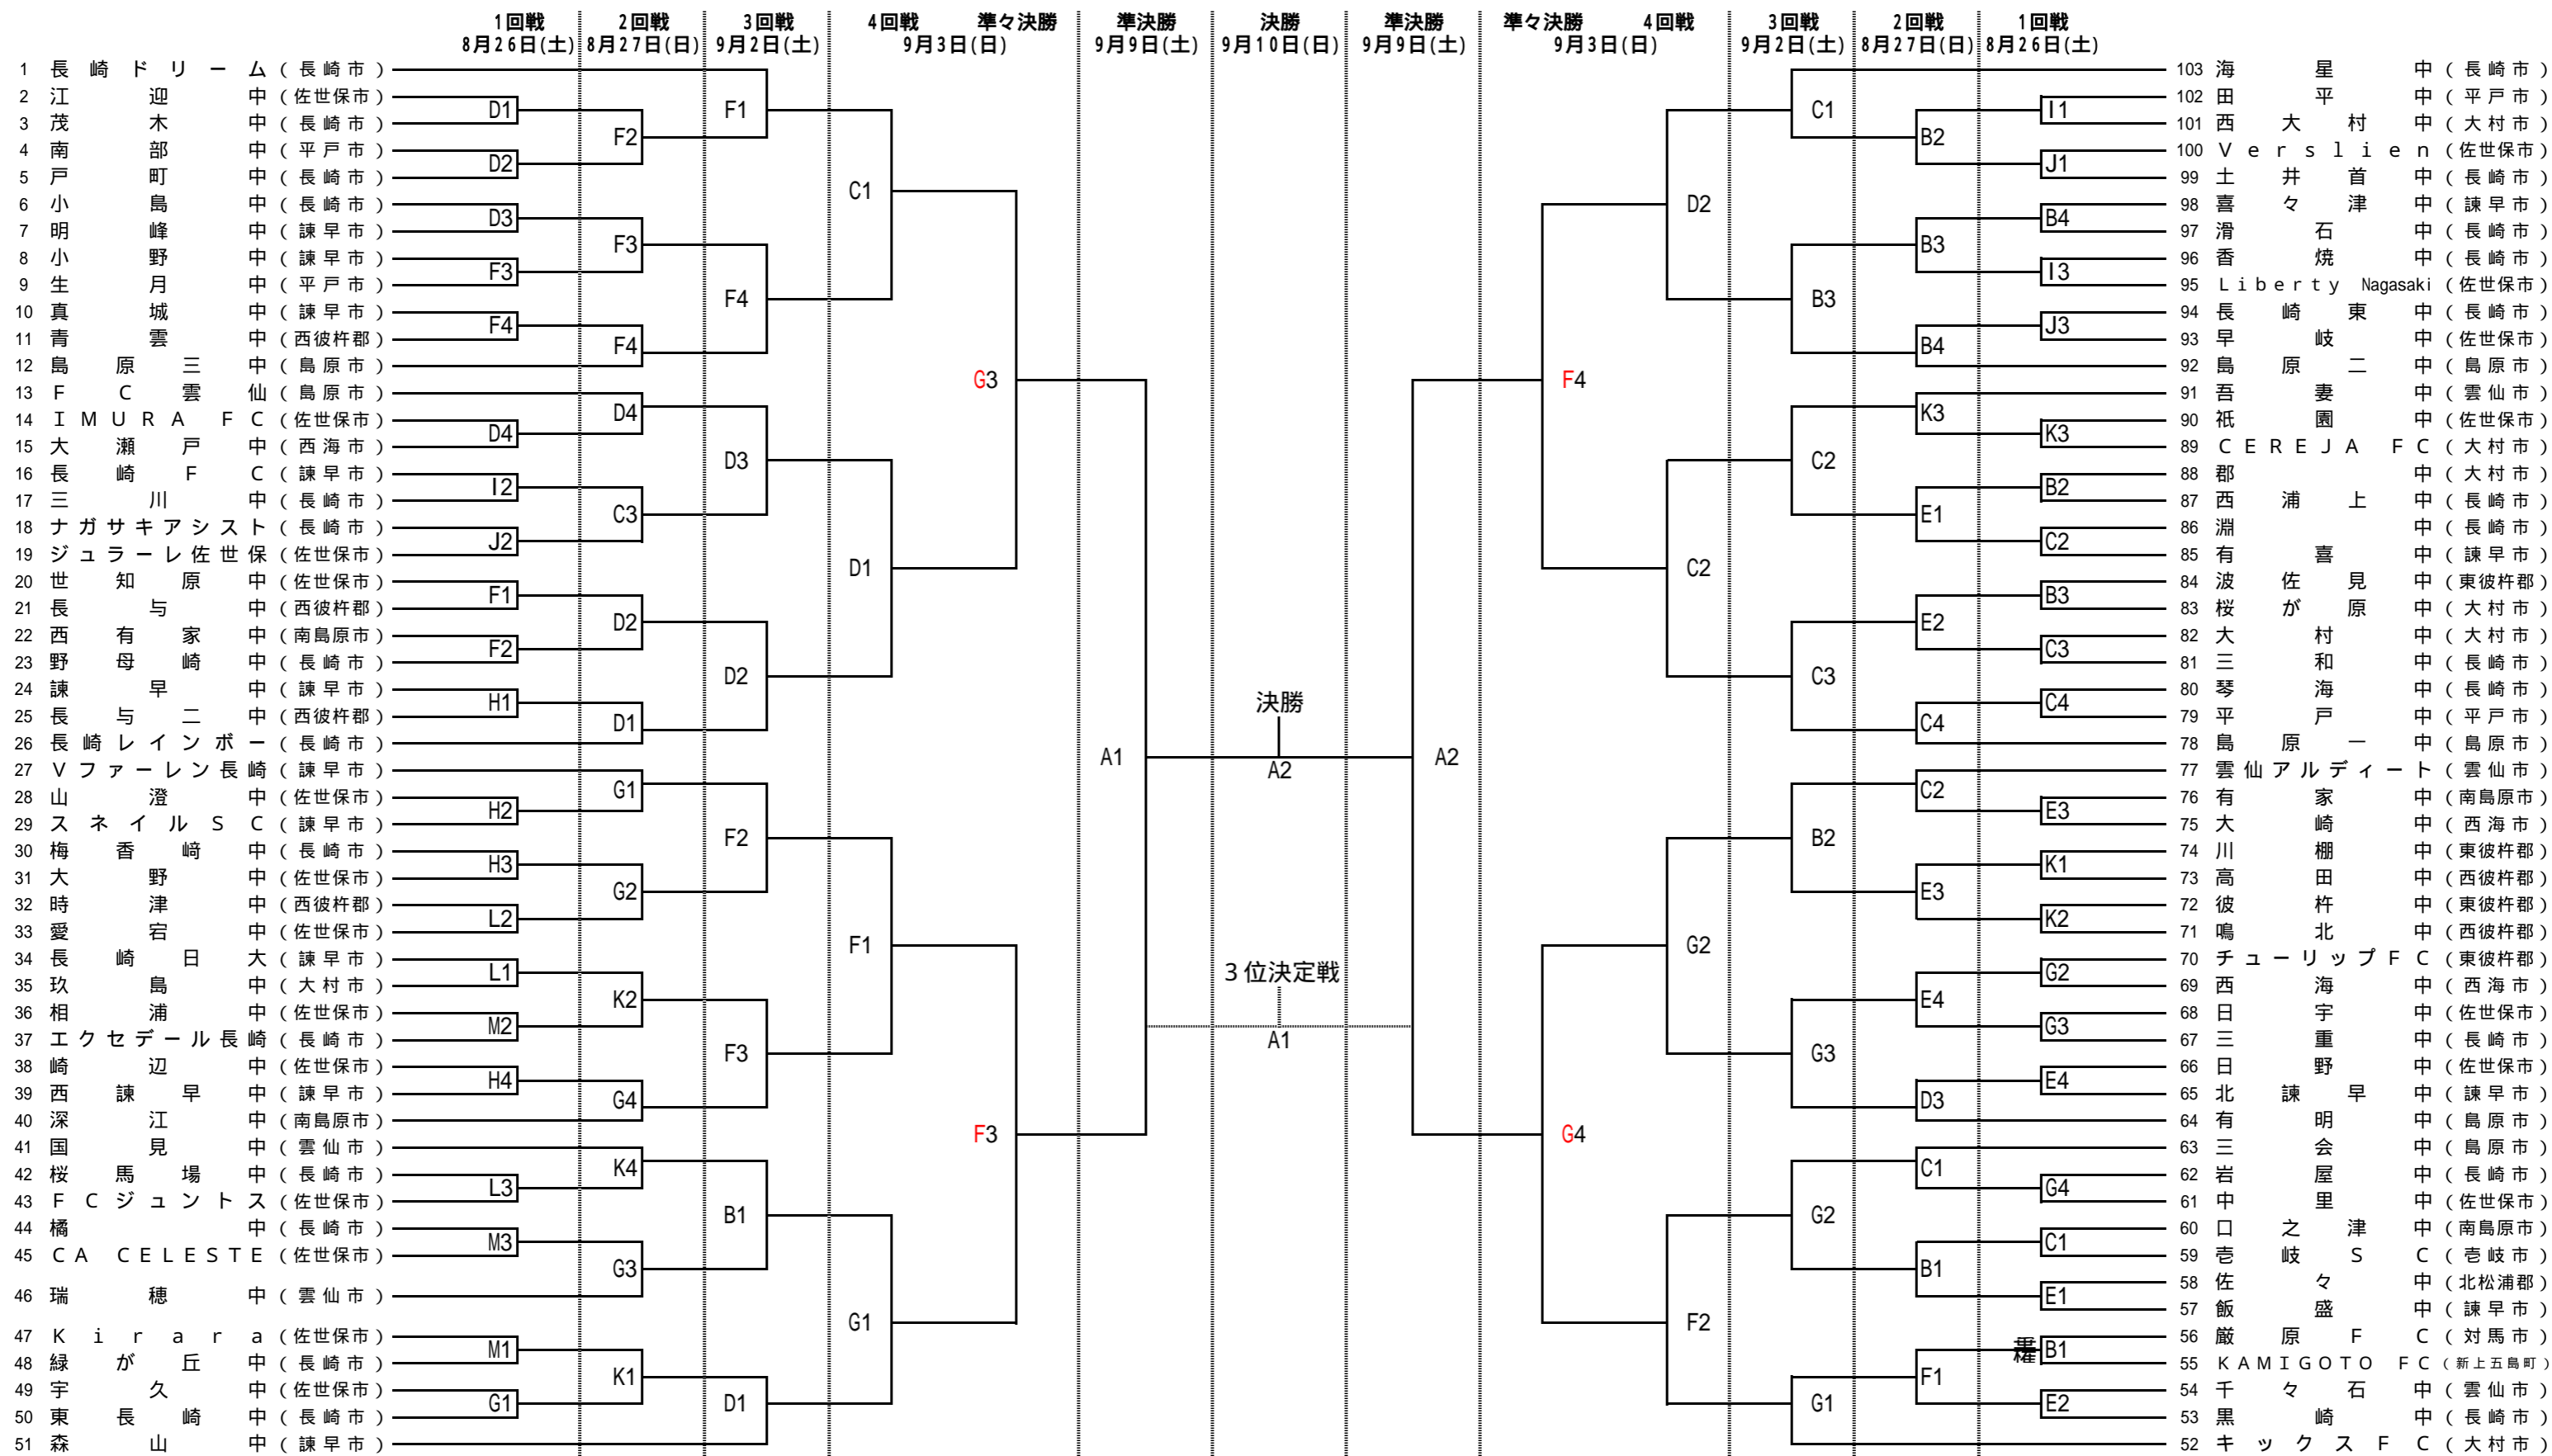 1回戦 2回戦 3回戦 4回戦 準々決勝 準決勝 決勝 準決勝 準々決勝 4回戦 3回戦 2回戦 1回戦
8月26日(土) 8月27日(日) 9月2日(土) 9月3日(日) 9月9日(土) 9月10日(日) 9月9日(土) 9月3日(日) 9月2日(土) 8月27日(日) 8月26日(土)
1 長崎ドリーム(長崎市)
2 江迎中(佐世保市)
3 茂木中(長崎市)
4 南部中(平戸市)
5 戸町中(長崎市)
6 小島中(長崎市)
7 明峰中(諫早市)
8 小野中(諫早市)
9 生月中(平戸市)
10 真城中(諫早市)
11 青雲中(西彼杵郡)
12 島原三中(島原市)
13 FC雲仙(島原市)
14 IMURA FC(佐世保市)
15 大瀬戸中(西海市)
16 長崎FC(諫早市)
17 三川中(長崎市)
18 ナガサキアシスト(長崎市)
19 ジュラーレ佐世保(佐世保市)
20 世知原中(佐世保市)
21 長与中(西彼杵郡)
22 西有家中(南島原市)
23 野母崎中(長崎市)
24 諫早中(諫早市)
25 長与二中(西彼杵郡)
26 長崎レインボー(長崎市)
27 Vファーレン長崎(諫早市)
28 山澄中(佐世保市)
29 スネイルSC(諫早市)
30 梅香﨑中(長崎市)
31 大野中(佐世保市)
32 時津中(西彼杵郡)
33 愛宕中(佐世保市)
34 長崎日大(諫早市)
35 玖島中(大村市)
36 相浦中(佐世保市)
37 エクセデール長崎(長崎市)
38 崎辺中(佐世保市)
39 西諫早中(諫早市)
40 深江中(南島原市)
41 国見中(雲仙市)
42 桜馬場中(長崎市)
43 FCジュントス(佐世保市)
44 橘中(長崎市)
45 CA CELESTE(佐世保市)
46 瑞穂中(雲仙市)
47 Kirara(佐世保市)
48 緑が丘中(長崎市)
49 宇久中(佐世保市)
50 東長崎中(長崎市)
51 森山中(諫早市)
D1
D2
D3
F3
F4
D4
I2
J2
F1
F2
H1
H2
H3
L2
L1
M2
H4
L3
M3
M1
G1
F2
F3
F4
D4
C3
D2
D1
G1
G2
K2
G4
K4
G3
K1
F1
F4
D3
D2
F2
F3
B1
D1
C1
D1
F1
G1
G3
F3
A1
決勝
A2
3位決定戦
A1
A2
F4
G4
D2
C2
G2
F2
C1
B3
C2
C3
B2
G3
G2
G1
B2
B3
B4
K3
E1
E2
C4
C2
E3
E4
D3
C1
B1
F1
I1
J1
B4
I3
J3
K3
B2
C2
B3
C3
C4
E3
K1
K2
G2
G3
E4
G4
C1
E1
B1
E2
103 海星中(長崎市)
102 田平中(平戸市)
101 西大村中(大村市)
100 Verslien(佐世保市)
99 土井首中(長崎市)
98 喜々津中(諫早市)
97 滑石中(長崎市)
96 香焼中(長崎市)
95 Liberty Nagasaki(佐世保市)
94 長崎東中(長崎市)
93 早岐中(佐世保市)
92 島原二中(島原市)
91 吾妻中(雲仙市)
90 祇園中(佐世保市)
89 CEREJA FC(大村市)
88 郡中(大村市)
87 西浦上中(長崎市)
86 淵中(長崎市)
85 有喜中(諫早市)
84 波佐見中(東彼杵郡)
83 桜が原中(大村市)
82 大村中(大村市)
81 三和中(長崎市)
80 琴海中(長崎市)
79 平戸中(平戸市)
78 島原一中(島原市)
77 雲仙アルディート(雲仙市)
76 有家中(南島原市)
75 大崎中(西海市)
74 川棚中(東彼杵郡)
73 高田中(西彼杵郡)
72 彼杵中(東彼杵郡)
71 鳴北中(西彼杵郡)
70 チューリップFC(東彼杵郡)
69 西海中(西海市)
68 日宇中(佐世保市)
67 三重中(長崎市)
66 日野中(佐世保市)
65 北諫早中(諫早市)
64 有明中(島原市)
63 三会中(島原市)
62 岩屋中(長崎市)
61 中里中(佐世保市)
60 口之津中(南島原市)
59 壱岐SC(壱岐市)
58 佐々中(北松浦郡)
57 飯盛中(諫早市)
56 厳原FC(対馬市)
55 KAMIGOTO FC(新上五島町)
54 千々石中(雲仙市)
53 黒崎中(長崎市)
52 キックスFC(大村市)